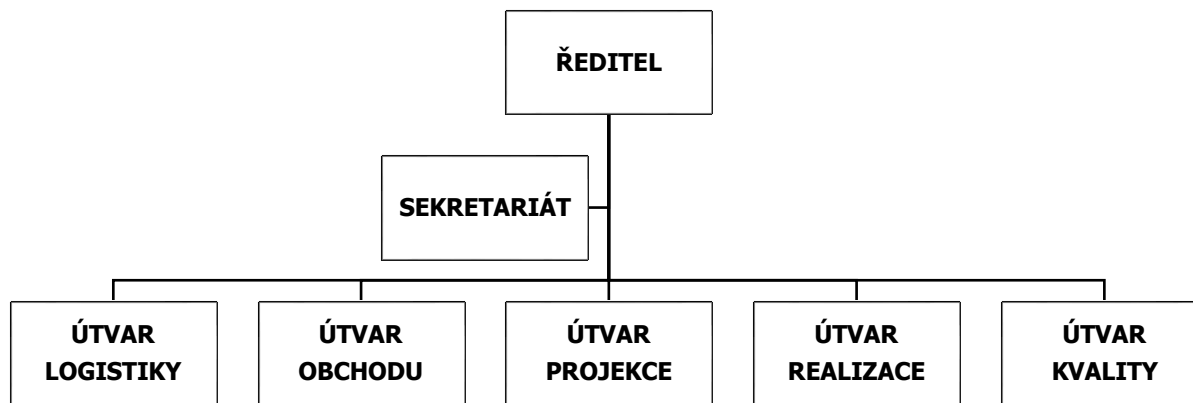 ŘEDITEL
SEKRETARIÁT
ÚTVAR
LOGISTIKY
ÚTVAR
OBCHODU
ÚTVAR
PROJEKCE
ÚTVAR
REALIZACE
ÚTVAR
KVALITY